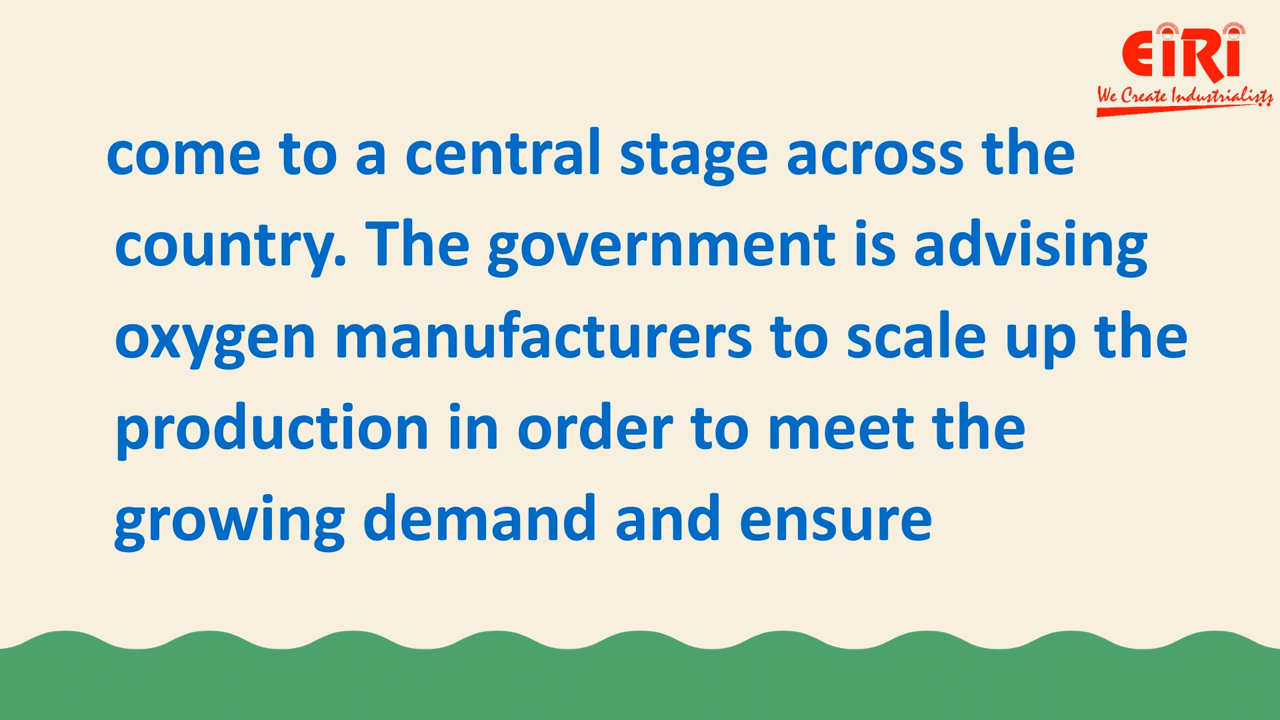 EiRi
We Create Industrialists
come to a central stage across the
country. The government is advising
oxygen manufacturers to scale up the
production in order to meet the
growing demand and ensure